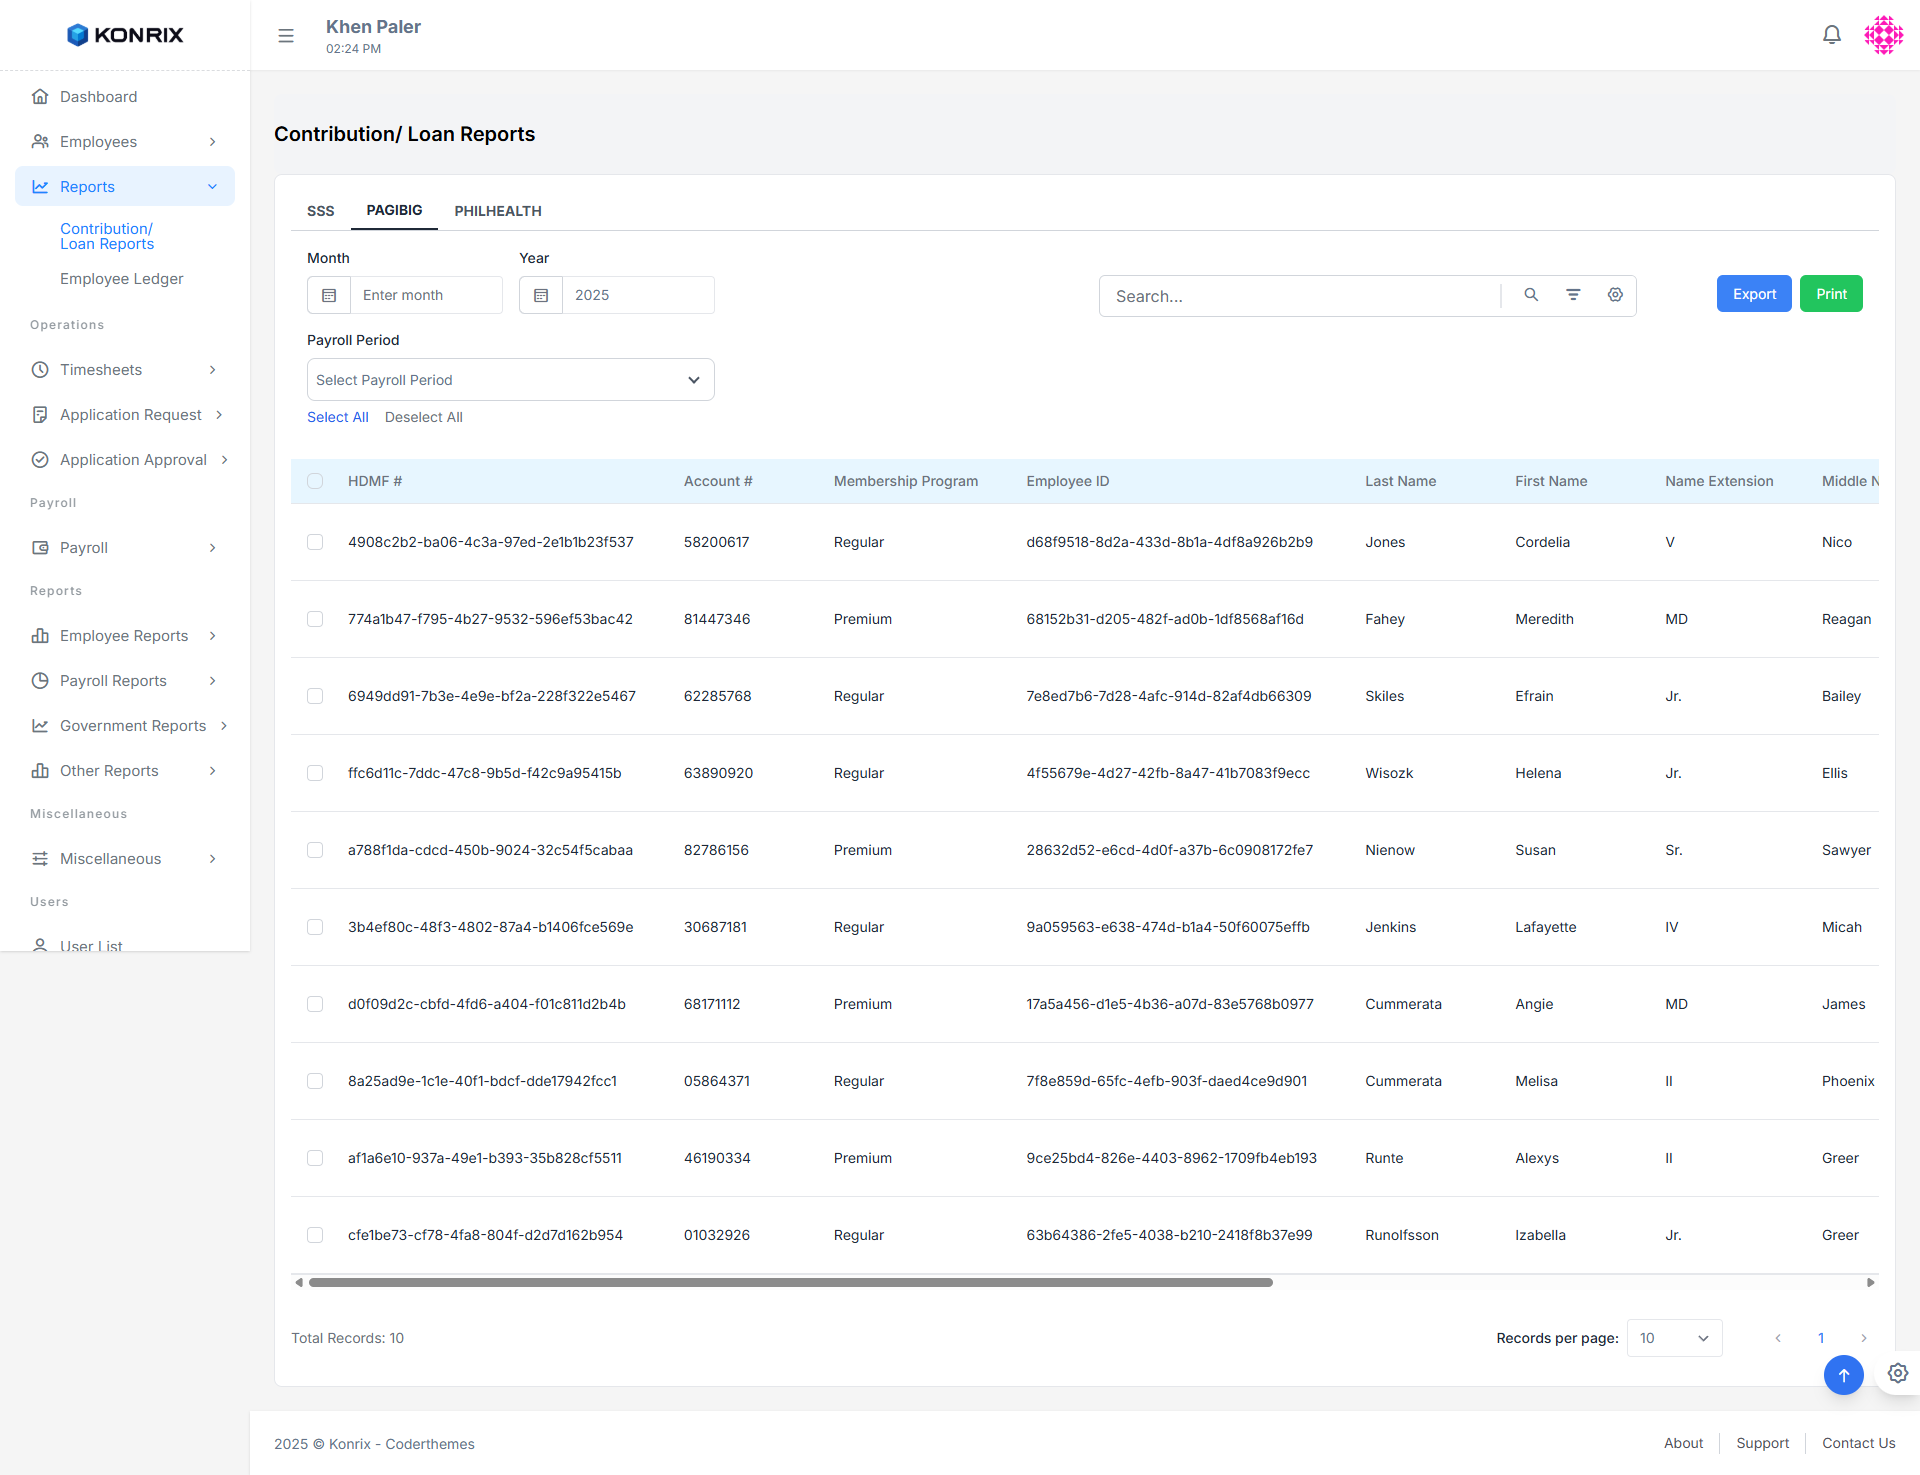 KONRIX
Khen Paler
02:24 PM
Dashboard
Employees
Reports
Contribution/
Loan Reports
Employee Ledger
Operations
Timesheets
Application Request
Application Approval
Payroll
Payroll
Reports
Employee Reports
Payroll Reports
Government Reports
Other Reports
Miscellaneous
Miscellaneous
Users
User List
Contribution/ Loan Reports
SSS PAGIBIG PHILHEALTH
Month Year
Enter month 2025 Search... Export Print
Payroll Period
Select Payroll Period
Select All Deselect All
HDMF # Account # Membership Program Employee ID Last Name First Name Name Extension Middle N
4908c2b2-ba06-4c3a-97ed-2e1b1b23f537 58200617 Regular d68f9518-8d2a-433d-8b1a-4df8a926b2b9 Jones Cordelia V Nico
774a1b47-f795-4b27-9532-596ef53bac42 81447346 Premium 68152b31-d205-482f-ad0b-1df8568af16d Fahey Meredith MD Reagan
6949dd91-7b3e-4e9e-bf2a-228f322e5467 62285768 Regular 7e8ed7b6-7d28-4afc-914d-82af4db66309 Skiles Efrain Jr. Bailey
ffc6d11c-7ddc-47c8-9b5d-f42c9a95415b 63890920 Regular 4f55679e-4d27-42fb-8a47-41b7083f9ecc Wisozk Helena Jr. Ellis
a788f1da-cdcd-450b-9024-32c54f5cabaa 82786156 Premium 28632d52-e6cd-4d0f-a37b-6c0908172fe7 Nienow Susan Sr. Sawyer
3b4ef80c-48f3-4802-87a4-b1406fce569e 30687181 Regular 9a059563-e638-474d-b1a4-50f60075effb Jenkins Lafayette IV Micah
d0f09d2c-cbfd-4fd6-a404-f01c811d2b4b 68171112 Premium 17a5a456-d1e5-4b36-a07d-83e5768b0977 Cummerata Angie MD James
8a25ad9e-1c1e-40f1-bdcf-dde17942fcc1 05864371 Regular 7f8e859d-65fc-4efb-903f-daed4ce9d901 Cummerata Melisa II Phoenix
af1a6e10-937a-49e1-b393-35b828cf5511 46190334 Premium 9ce25bd4-826e-4403-8962-1709fb4eb193 Runte Alexys II Greer
cfe1be73-cf78-4fa8-804f-d2d7d162b954 01032926 Regular 63b64386-2fe5-4038-b210-2418f8b37e99 Runolfsson Izabella Jr. Greer
Total Records: 10 Records per page: 10 1
2025 © Konrix - Coderthemes About Support Contact Us